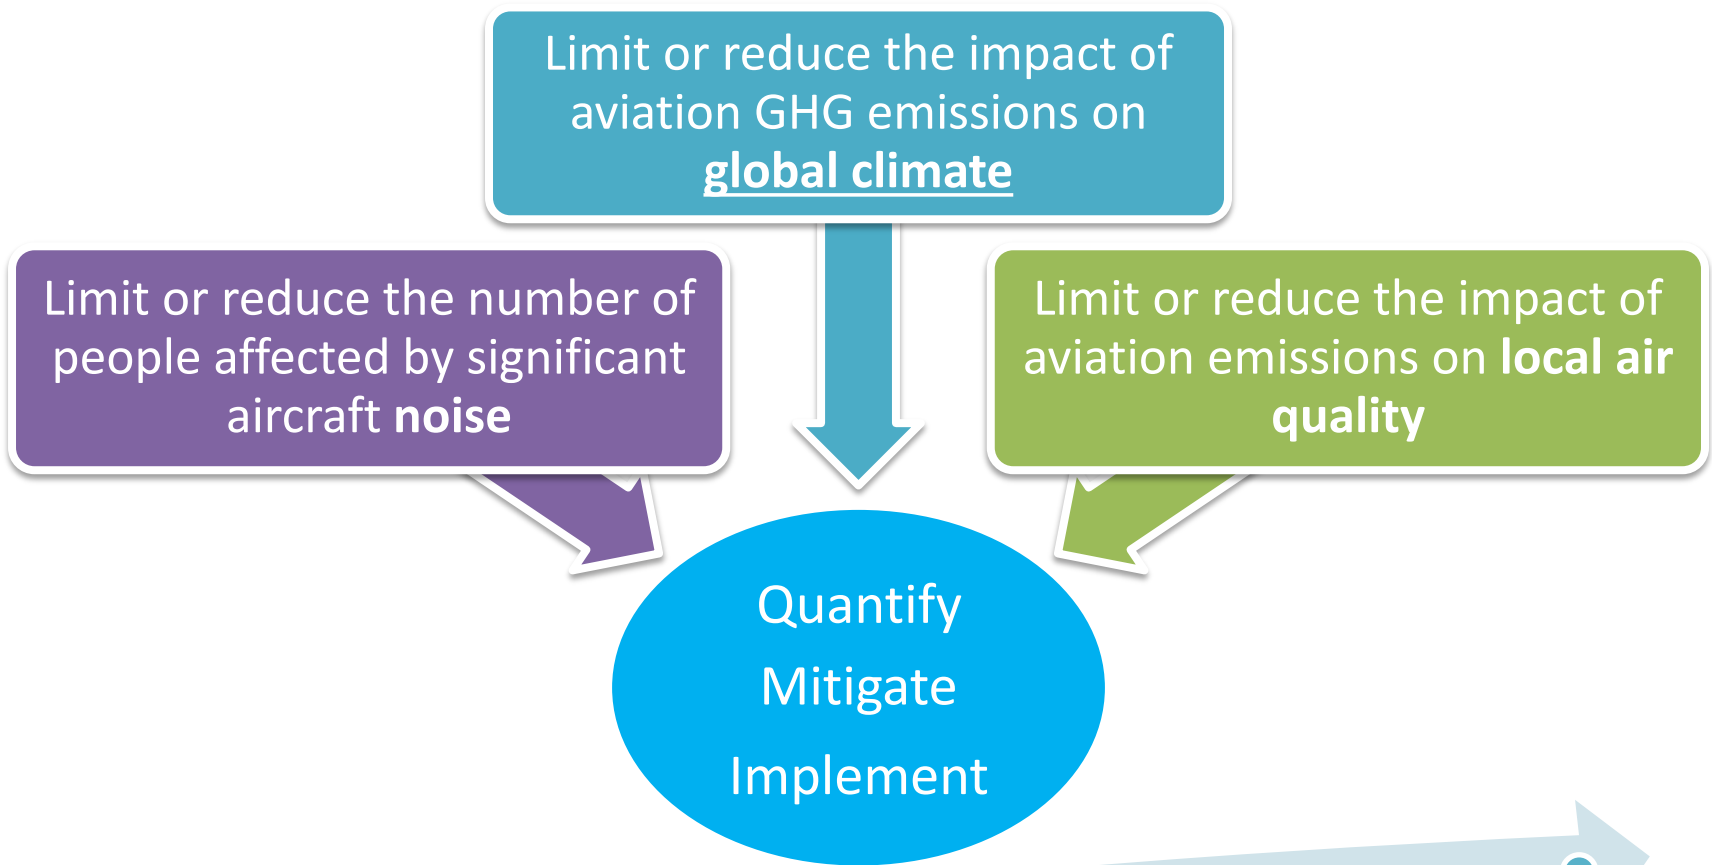 Limit or reduce the impact of
aviation GHG emissions on
global climate
Limit or reduce the number of
people affected by significant
aircraft noise
Limit or reduce the impact of
aviation emissions on local air
quality
Quantify
Mitigate
Implement